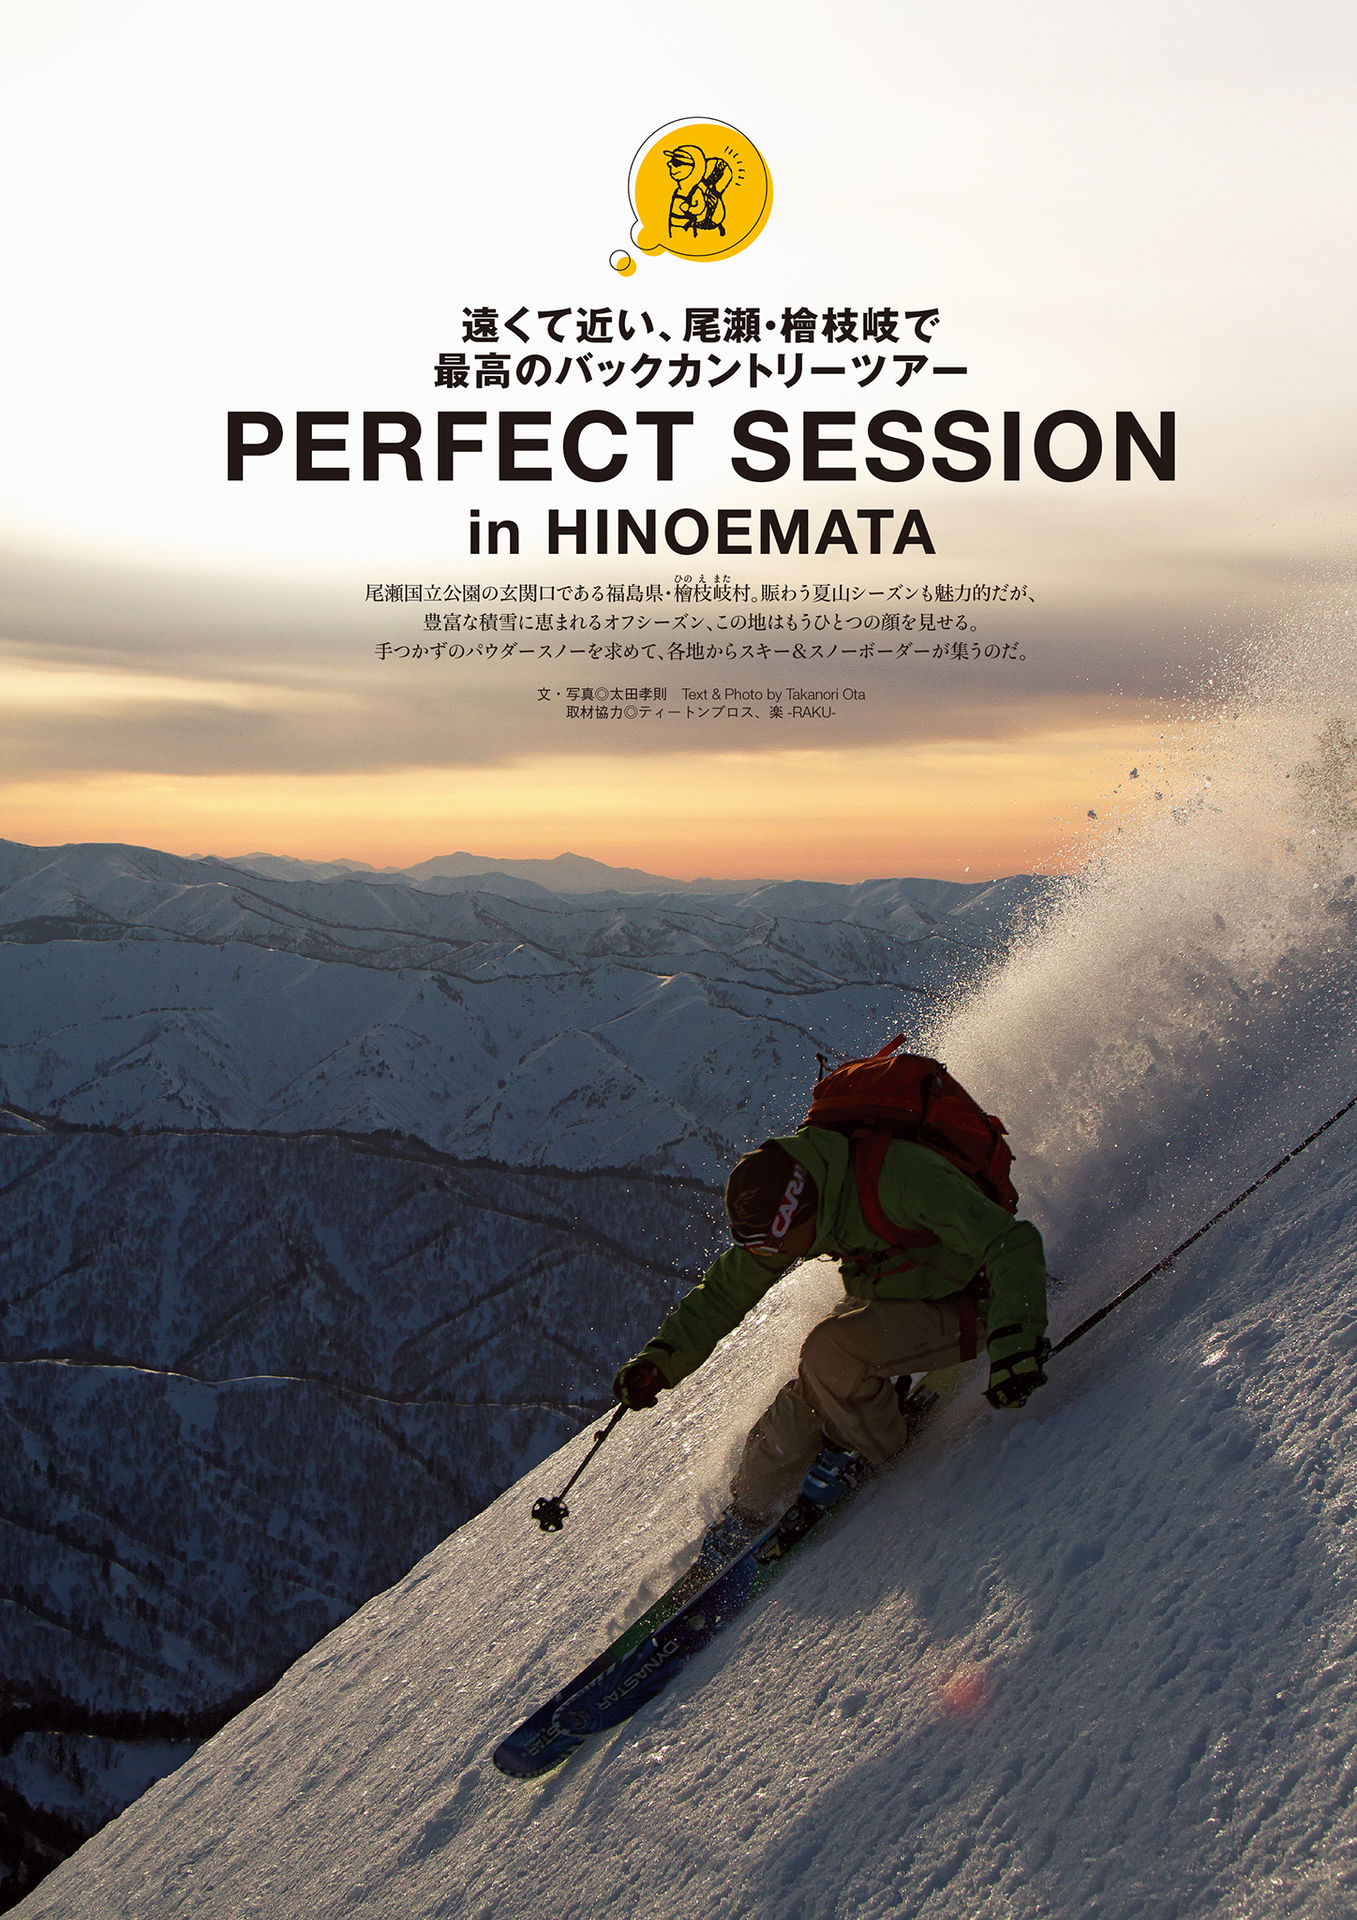 遠くて近い、尾瀬・檜枝岐で
最高のバックカントリーツアー
PERFECT SESSION
in HINOEMATA
ひの え また
尾瀬国立公園の玄関口である福島県・檜枝岐村。賑わう夏山シーズンも魅力的だが、
豊富な積雪に恵まれるオフシーズン、この地はもうひとつの顔を見せる。
手つかずのパウダースノーを求めて、各地からスキー&スノーボーダーが集うのだ。
文・写真◎太田孝則 Text & Photo by Takanori Ota
取材協力◎ティートンブロス、楽 -RAKU-
DYNASTAR